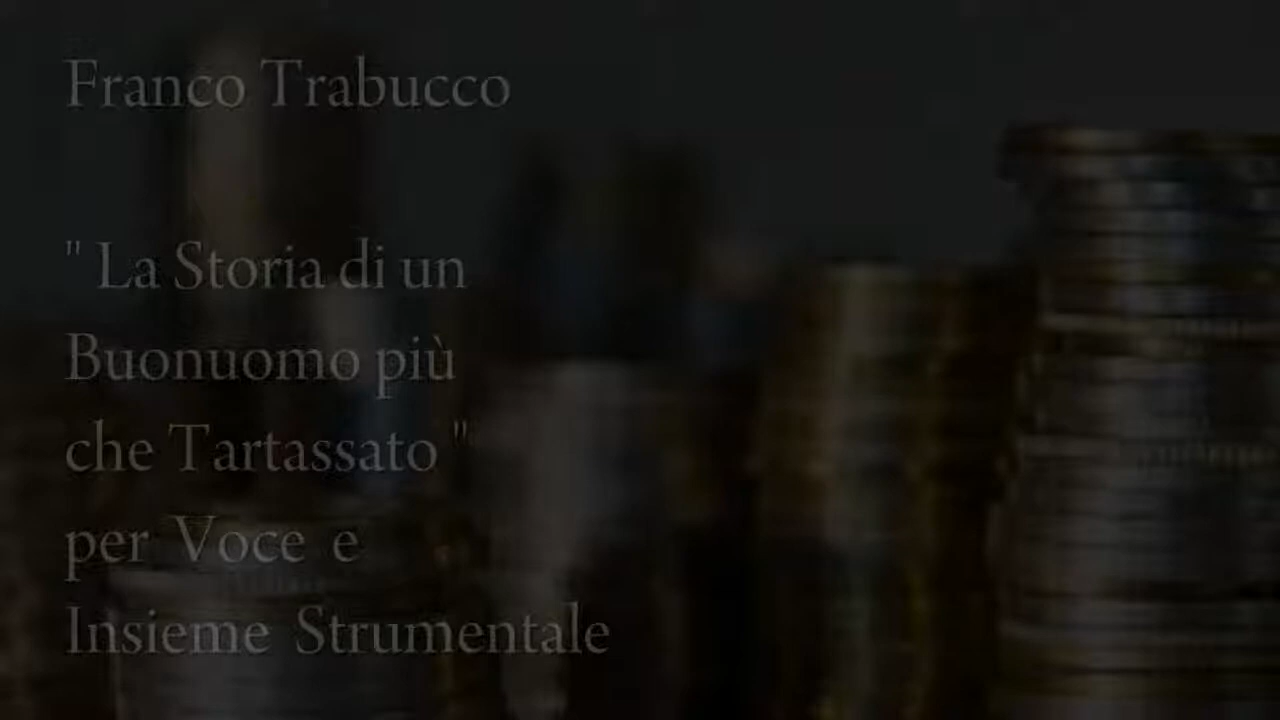 Franco Trabucco
" La Storia di un
Buonuomo più
che Tartassato "
per Voce e
Insieme Strumentale